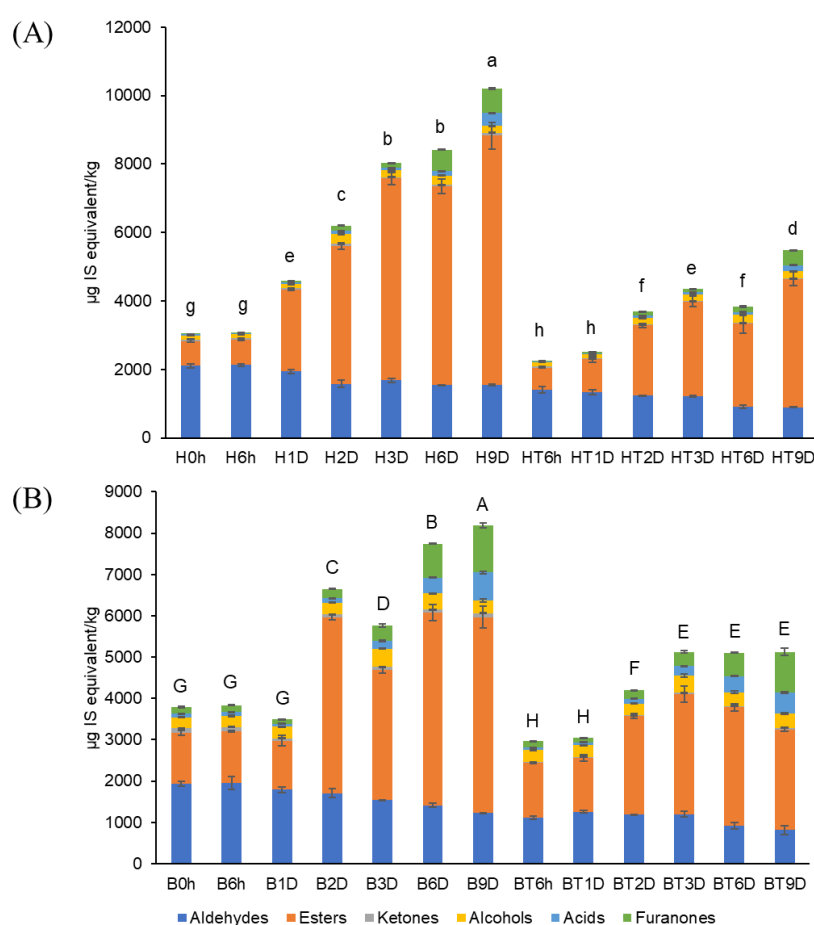 (A)
µg IS equivalent/kg
12000
10000
8000
6000
4000
2000
0
g g e c b b a h h f e f d
H0h H6h H1D H2D H3D H6D H9D HT6h HT1D HT2D HT3D HT6D HT9D
(B)
µg IS equivalent/kg
9000
8000
7000
6000
5000
4000
3000
2000
1000
0
G G G C D B A H H F E E E
B0h B6h B1D B2D B3D B6D B9D BT6h BT1D BT2D BT3D BT6D BT9D
Aldehydes Esters Ketones Alcohols Acids Furanones